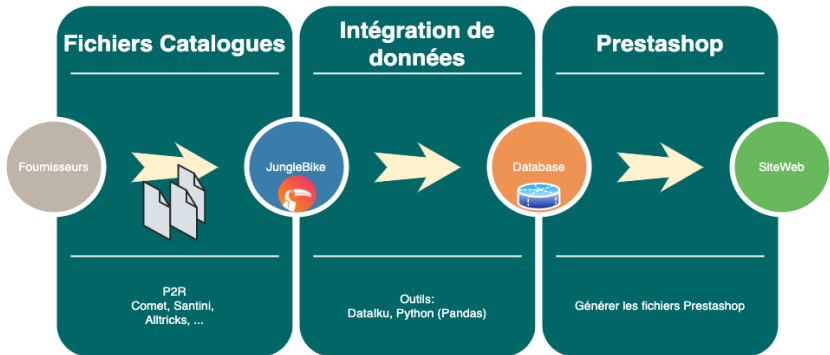 Fichiers Catalogues
Intégration de
données
Prestashop
Fournisseurs
JungleBike
Database
SiteWeb
P2R
Comet, Santini,
Alltricks, ...
Outils:
DataIku, Python (Pandas)
Générer les fichiers Prestashop